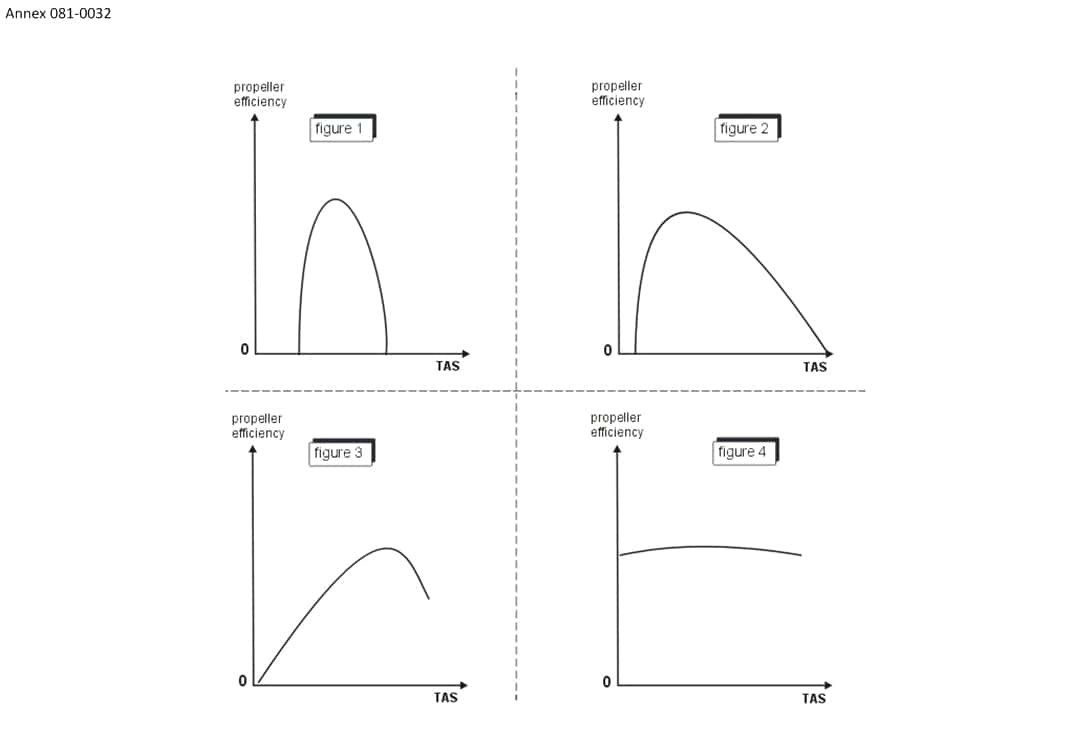 Annex 081-0032
propeller
efficiency
figure 1
0
TAS
propeller
efficiency
figure 2
0
TAS
propeller
efficiency
figure 3
0
TAS
propeller
efficiency
figure 4
0
TAS